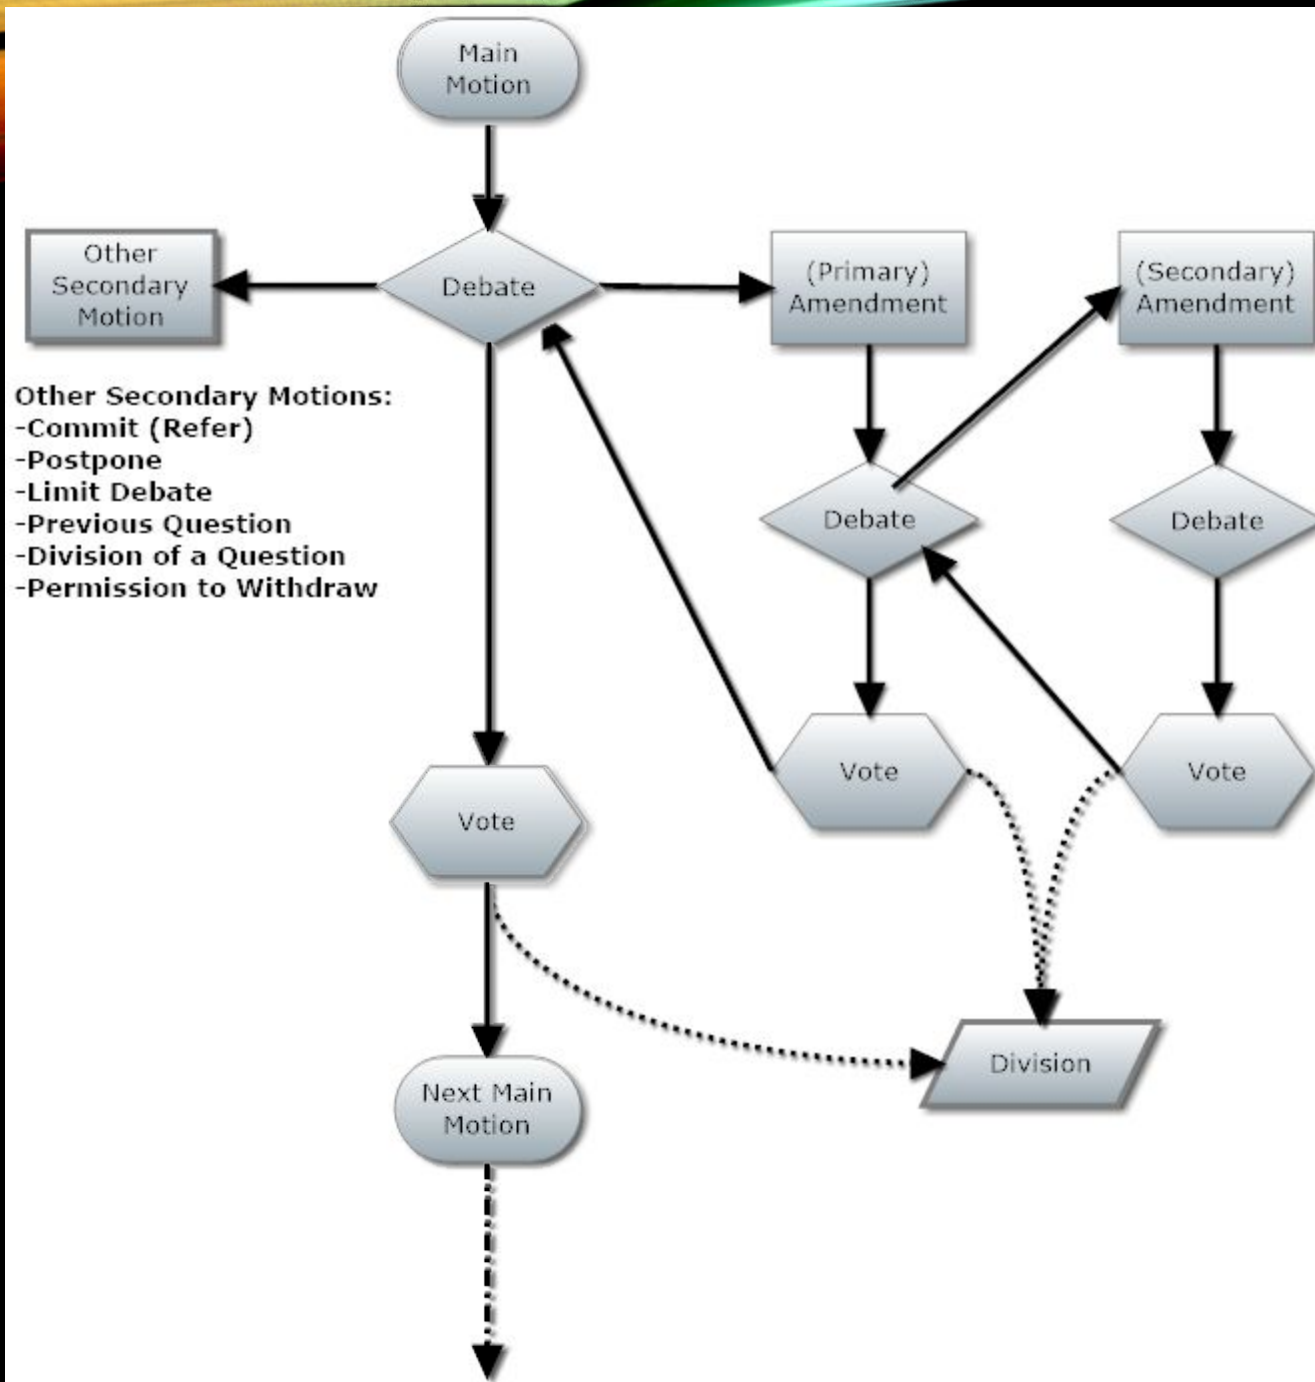 Main
Motion
Other
Secondary
Motion
Debate
(Primary)
Amendment
(Secondary)
Amendment
Other Secondary Motions:
-Commit (Refer)
-Postpone
-Limit Debate
-Previous Question
-Division of a Question
-Permission to Withdraw
Debate
Debate
Vote
Vote
Vote
Division
Next Main
Motion